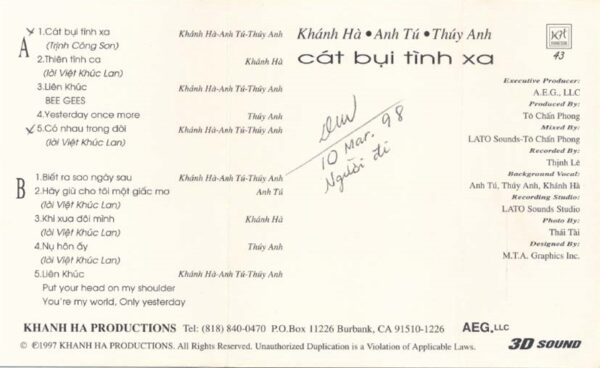 A
1.Cát bụi tình xa Khánh Hà-Anh Tú-Thúy Anh
(Trịnh Công Sơn)
2.Thiên tình ca Khánh Hà
(lời Việt Khúc Lan)
3.Liên Khúc Khánh Hà-Anh Tú-Thúy Anh
BEE GEES
4.Yesterday once more Thúy Anh
5.Có nhau trong đời Khánh Hà-Anh Tú-Thúy Anh
(lời Việt Khúc Lan)
B
1.Biết ra sao ngày sau Khánh Hà-Anh Tú-Thúy Anh
2.Hãy giữ cho tôi một giấc mơ Anh Tú
(lời Việt Khúc Lan)
3.Khi xưa đôi mình Khánh Hà
(lời Việt Khúc Lan)
4.Nụ hôn ấy Thúy Anh
(lời Việt Khúc Lan)
5.Liên Khúc Khánh Hà-Anh Tú-Thúy Anh
Put your head on my shoulder
You're my world, Only yesterday
Khánh Hà • Anh Tú • Thúy Anh
cát bụi tình xa
10 Mar. 98
Người đi
KH
43
Executive Producer:
A.E.G., LLC
Produced By:
Tô Chấn Phong
Mixed By:
LATO Sounds-Tô Chấn Phong
Recorded By:
Thịnh Lê
Background Vocal:
Anh Tú, Thúy Anh, Khánh Hà
Recording Studio:
LATO Sounds Studio
Photo By:
Thái Tài
Designed By:
M.T.A. Graphics Inc.
KHANH HA PRODUCTIONS Tel: (818) 840-0470 P.O.Box 11226 Burbank, CA 91510-1226 AEG, LLC
© ℗1997 KHANH HA PRODUCTIONS. All Rights Reserved. Unauthorized Duplication is a Violation of Applicable Laws.
3D SOUND